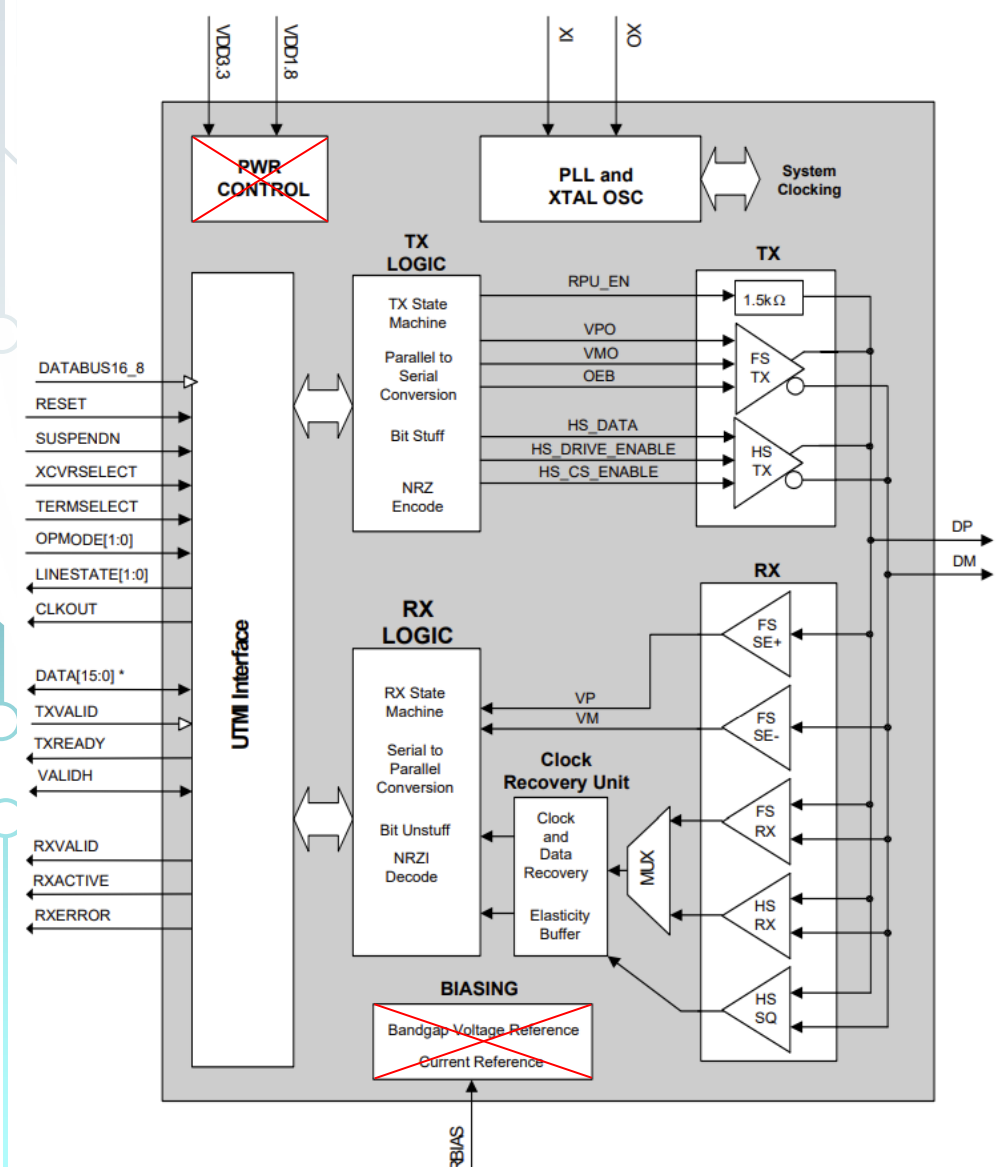 VDD3.3
VDD1.8
XI
XO
PWR
CONTROL
PLL and
XTAL OSC
System
Clocking
TX
LOGIC
TX State
Machine
Parallel to
Serial
Conversion
Bit Stuff
NRZ
Encode
RPU_EN
VPO
VMO
OEB
HS_DATA
HS_DRIVE_ENABLE
HS_CS_ENABLE
TX
1.5kΩ
FS
TX
HS
TX
DATABUS16_8
RESET
SUSPENDN
XCVRSELECT
TERMSELECT
OPMODE[1:0]
LINESTATE[1:0]
CLKOUT
DATA[15:0] *
TXVALID
TXREADY
VALIDH
RXVALID
RXACTIVE
RXERROR
UTMI Interface
DP
DM
RX
LOGIC
RX State
Machine
Serial to
Parallel
Conversion
Bit Unstuff
NRZI
Decode
VP
VM
Clock
Recovery Unit
Clock
and
Data
Recovery
Elasticity
Buffer
MUX
RX
FS
SE+
FS
SE-
FS
RX
HS
RX
HS
SQ
BIASING
Bandgap Voltage Reference
Current Reference
RBIAS